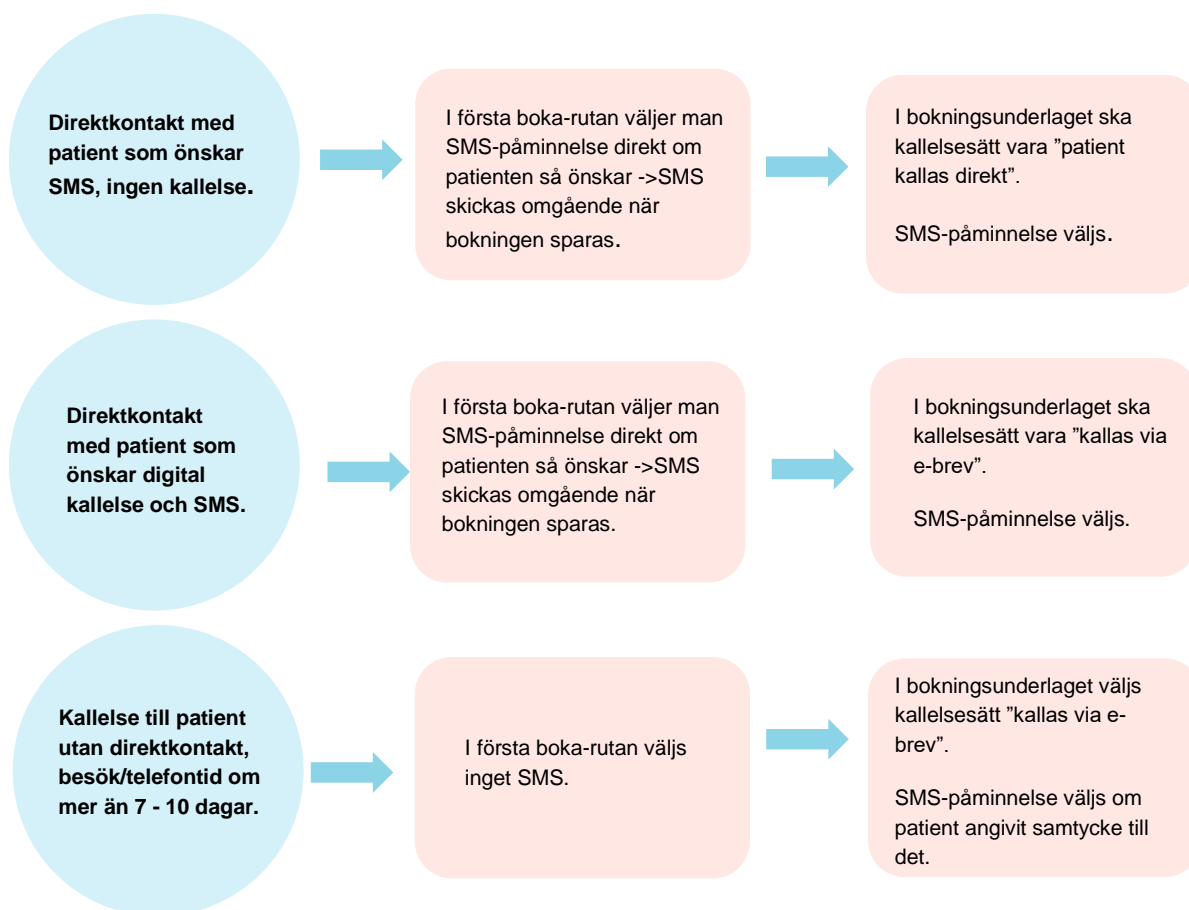 Direktkontakt med
patient som önskar
SMS, ingen kallelse.
I första boka-rutan väljer man
SMS-påminnelse direkt om
patienten så önskar ->SMS
skickas omgående när
bokningen sparas.
I bokningsunderlaget ska
kallelsesätt vara ”patient
kallas direkt”.
SMS-påminnelse väljs.
Direktkontakt
med patient som
önskar digital
kallelse och SMS.
I första boka-rutan väljer man
SMS-påminnelse direkt om
patienten så önskar ->SMS
skickas omgående när
bokningen sparas.
I bokningsunderlaget ska
kallelsesätt vara ”kallas via
e-brev”.
SMS-påminnelse väljs.
Kallelse till patient
utan direktkontakt,
besök/telefontid om
mer än 7 - 10 dagar.
I första boka-rutan väljs
inget SMS.
I bokningsunderlaget väljs
kallelsesätt ”kallas via e-
brev”.
SMS-påminnelse väljs om
patient angivit samtycke till
det.